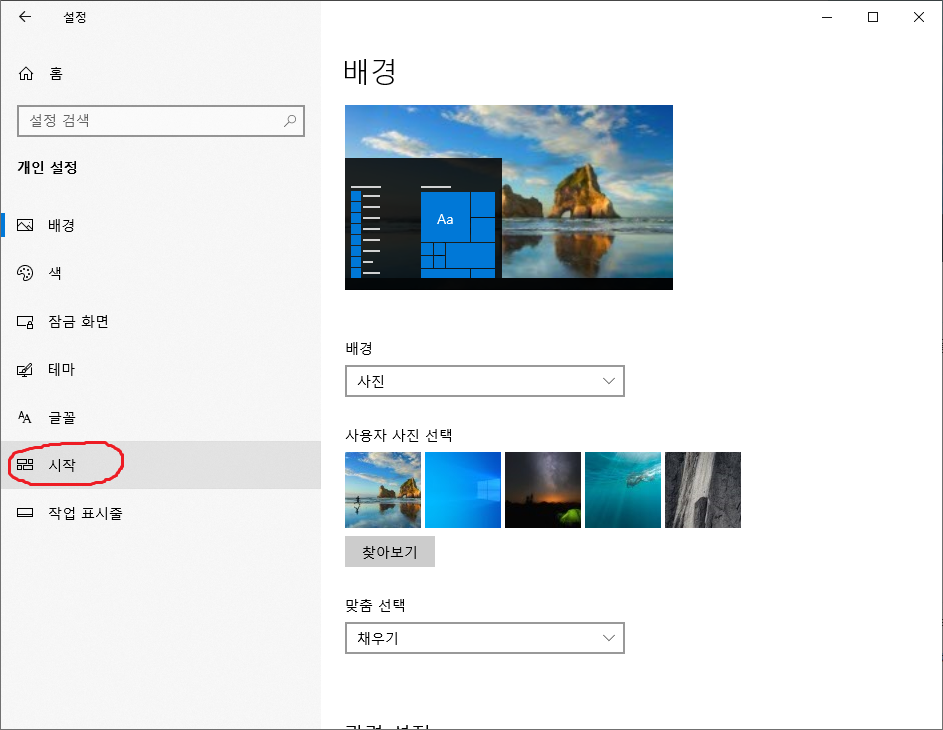 설정
홈
설정 검색
개인 설정
배경
색
잠금 화면
테마
글꼴
시작
작업 표시줄
배경
Aa
배경
사진
사용자 사진 선택
찾아보기
맞춤 선택
채우기